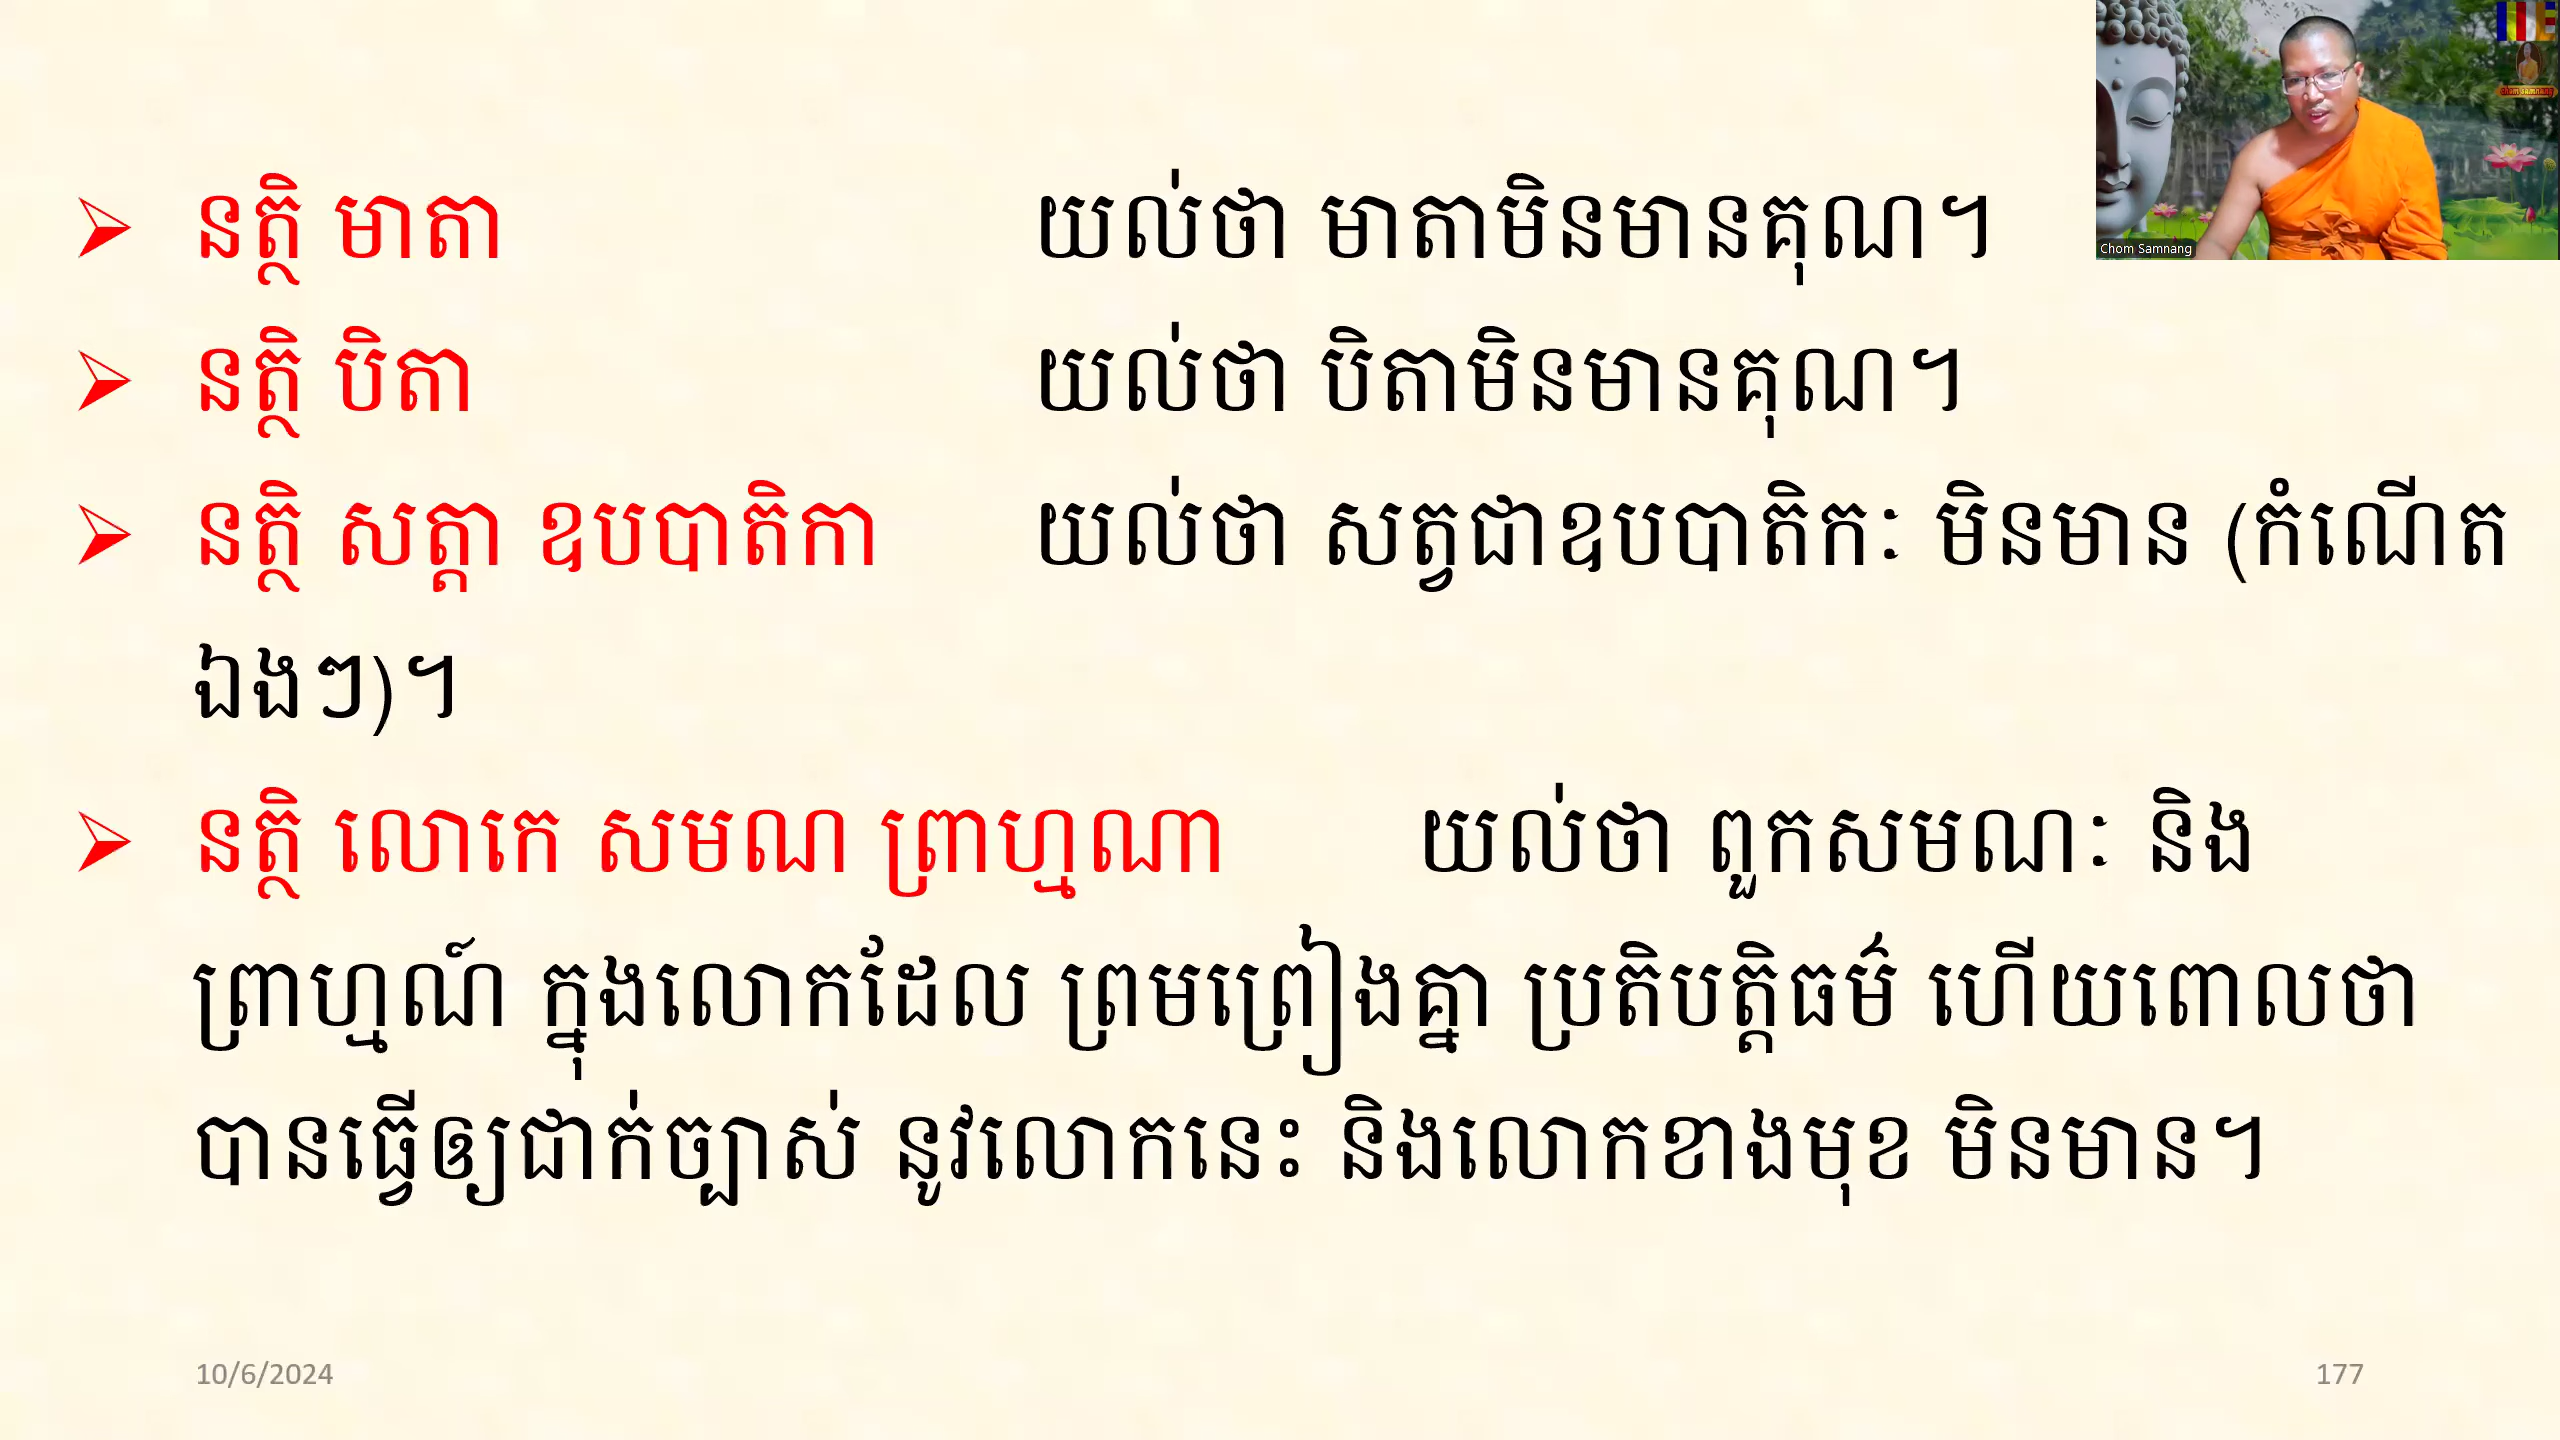 នត្ថិ មាតា យល់ថា មាតាមិនមានគុណ។
Chom Samnang
នត្ថិ បិតា យល់ថា បិតាមិនមានគុណ។
នត្ថិ សត្តា ឱបបាតិកា យល់ថា សត្វជាឱបបាតិកៈ មិនមាន (កំណើត
ឯងៗ)។
នត្ថិ លោកេ សមណ ព្រាហ្មណា យល់ថា ពួកសមណៈ និង
ព្រាហ្មណ៍ ក្នុងលោកដែល ព្រមព្រៀងគ្នា ប្រតិបត្តិធម៌ ហើយពោលថា
បានធ្វើឲ្យជាក់ច្បាស់ នូវលោកនេះ និងលោកខាងមុខ មិនមាន។
10/6/2024 177